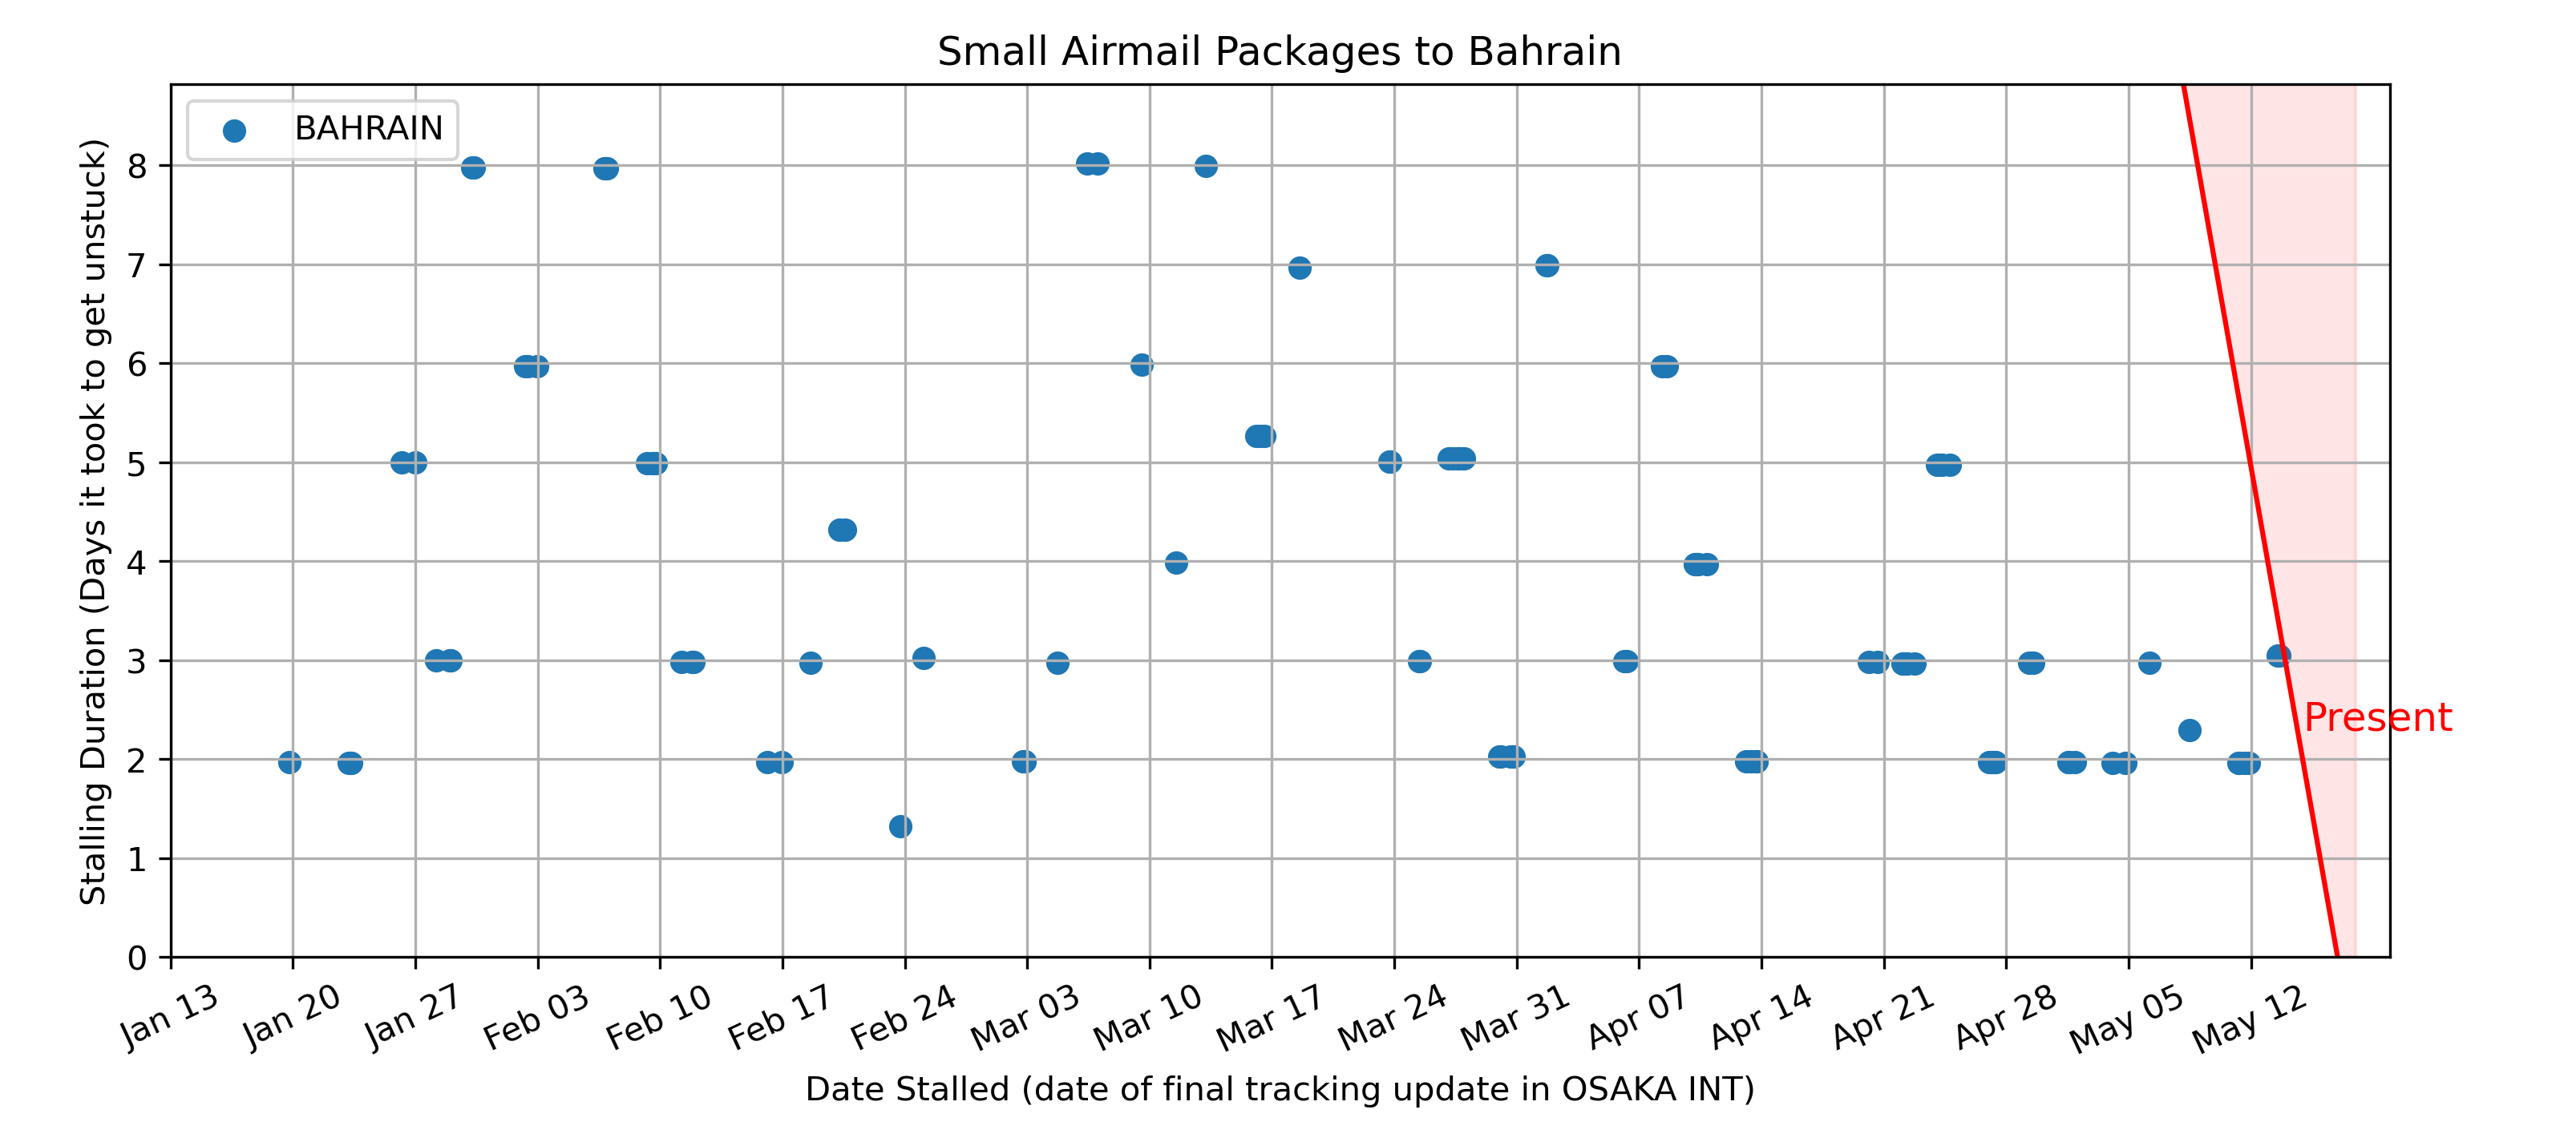 Small Airmail Packages to Bahrain
BAHRAIN
Stalling Duration (Days it took to get unstuck)
8
7
6
5
4
3
2
1
0
Present
Jan 13
Jan 20
Jan 27
Feb 03
Feb 10
Feb 17
Feb 24
Mar 03
Mar 10
Mar 17
Mar 24
Mar 31
Apr 07
Apr 14
Apr 21
Apr 28
May 05
May 12
Date Stalled (date of final tracking update in OSAKA INT)